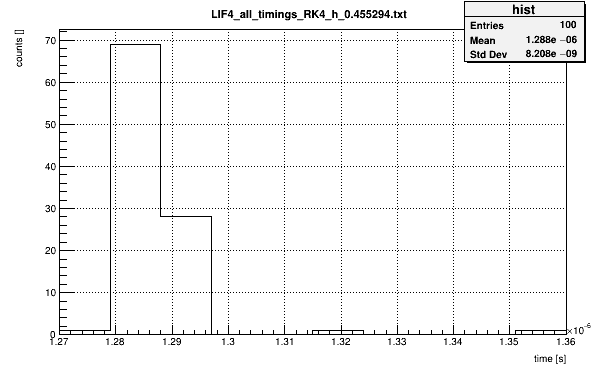 LIF4_all_timings_RK4_h_0.455294.txt
hist
Entries 100
Mean 1.288e −06
Std Dev 8.208e −09
counts []
70
60
50
40
30
20
10
0
1.27 1.28 1.29 1.3 1.31 1.32 1.33 1.34 1.35 1.36
×10−6
time [s]